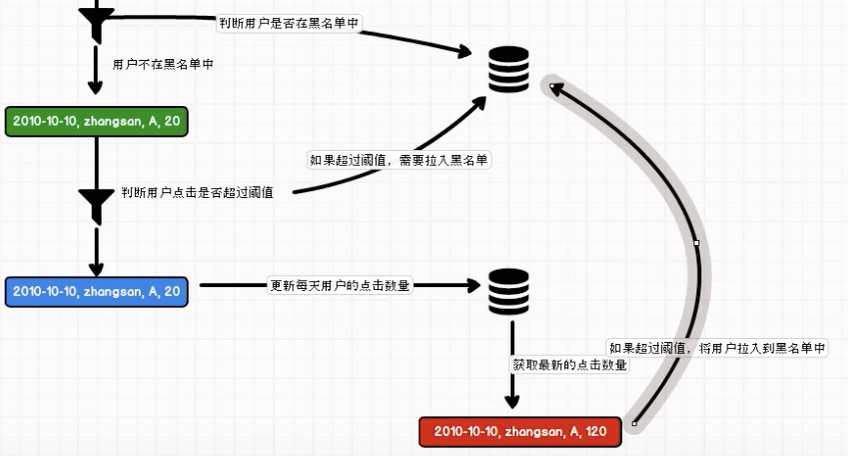 判断用户是否在黑名单中
用户不在黑名单中
2010-10-10, zhangsan, A, 20
如果超过阈值，需要拉入黑名单
判断用户点击是否超过阈值
2010-10-10, zhangsan, A, 20
更新每天用户的点击数量
如果超过阈值，将用户拉入到黑名单中
获取最新的点击数量
2010-10-10, zhangsan, A, 120